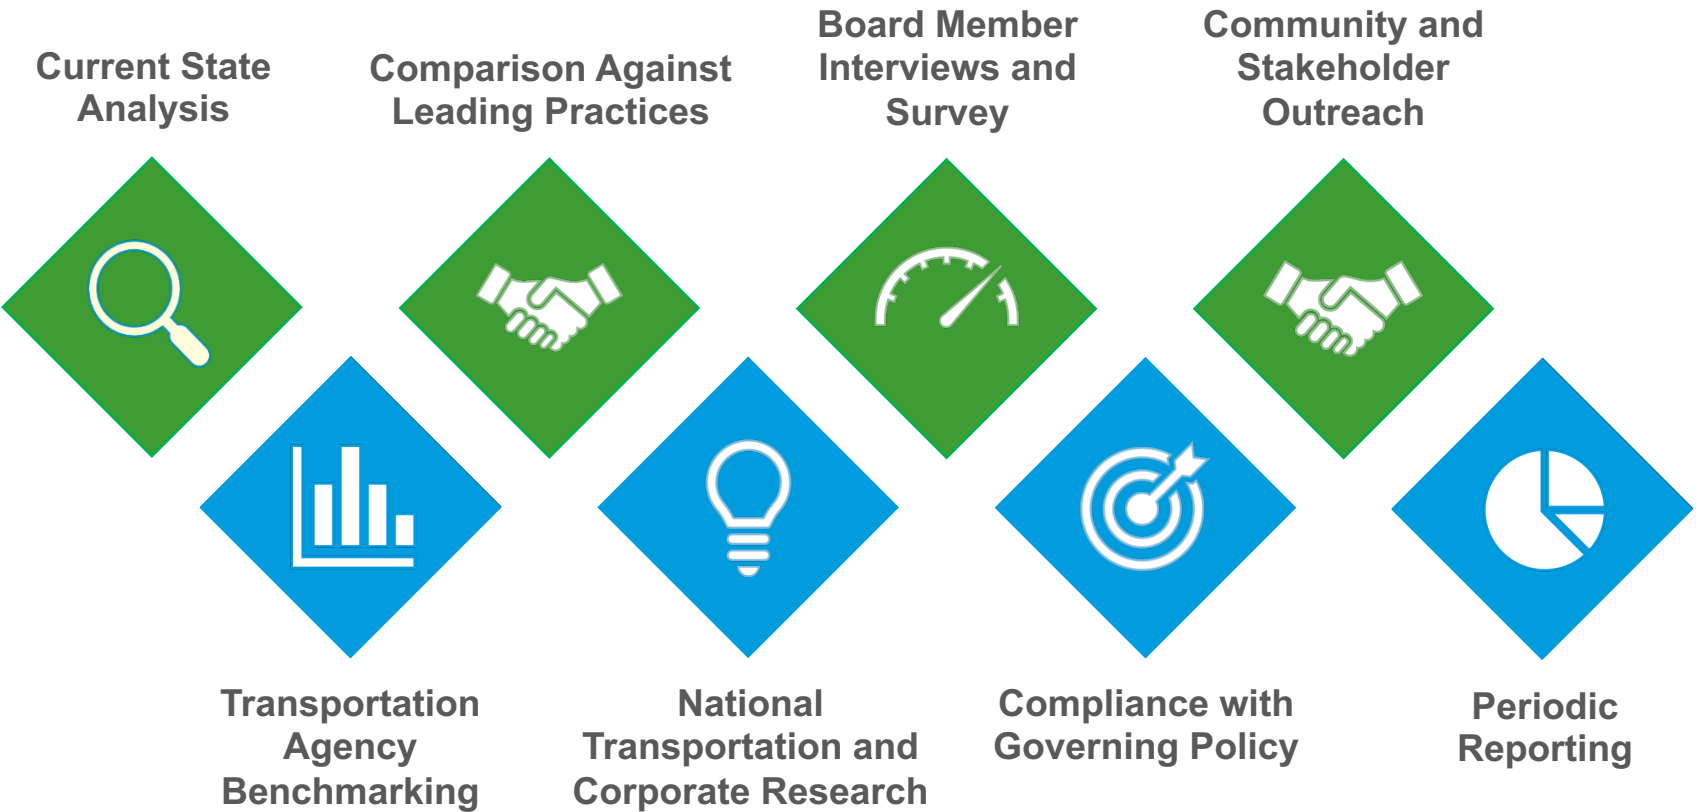 Current State
Analysis
Comparison Against
Leading Practices
Board Member
Interviews and
Survey
Community and
Stakeholder
Outreach
Transportation
Agency
Benchmarking
National
Transportation and
Corporate Research
Compliance with
Governing Policy
Periodic
Reporting